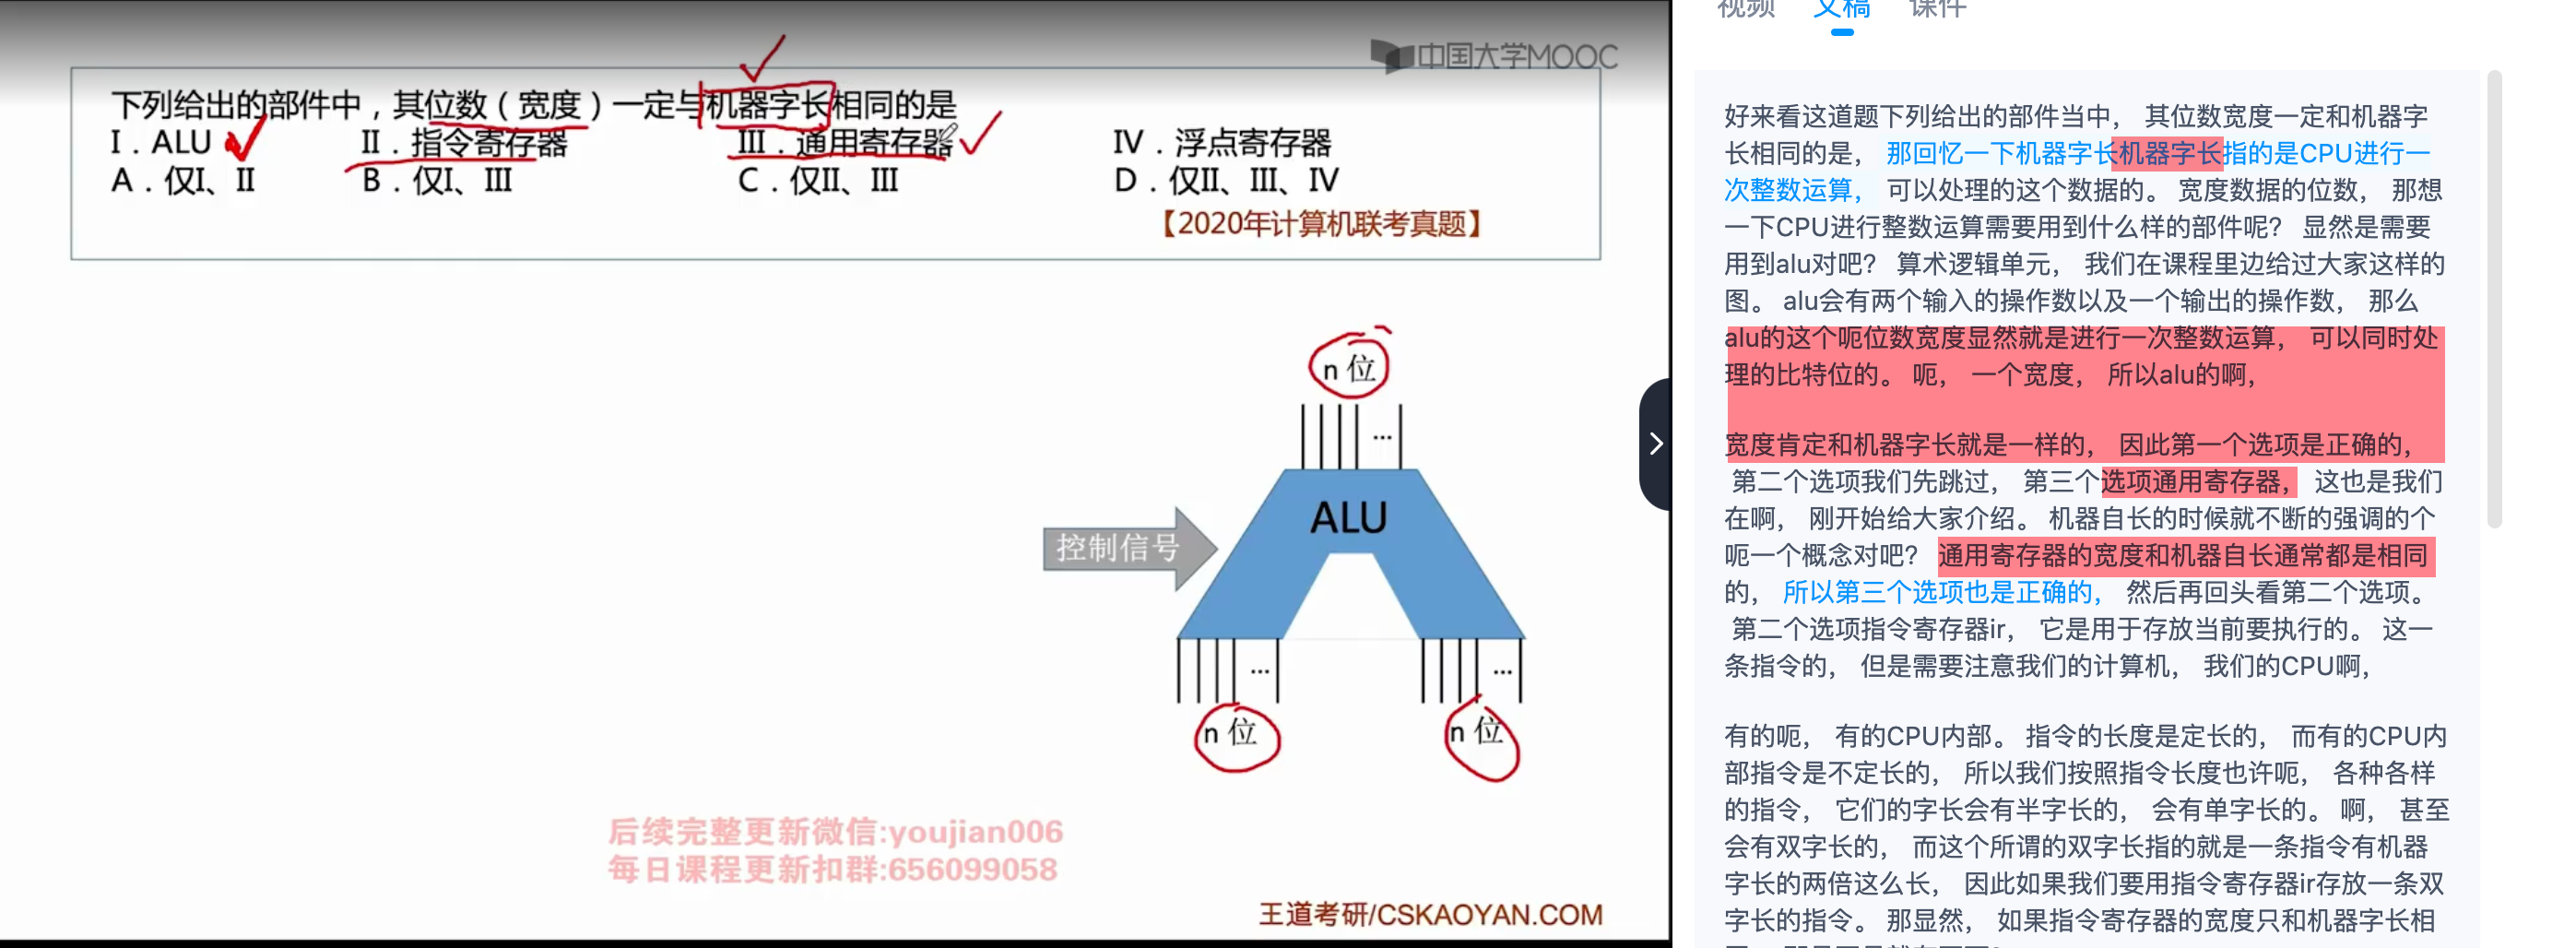 中国大学MOOC
下列给出的部件中，其位数（宽度）一定与机器字长相同的是
I．ALU II．指令寄存器 III．通用寄存器 IV．浮点寄存器
A．仅I、II B．仅I、III C．仅II、III D．仅II、III、IV
【2020年计算机联考真题】
n 位
...
ALU
控制信号
... ...
n 位 n 位
后续完整更新微信:youjian006
每日课程更新扣群:656099058
王道考研/CSKAOYAN.COM
视频 文稿 课件
好来看这道题下列给出的部件当中， 其位数宽度一定和机器字
长相同的是， 那回忆一下机器字长机器字长指的是CPU进行一
次整数运算， 可以处理的这个数据的。 宽度数据的位数， 那想
一下CPU进行整数运算需要用到什么样的部件呢? 显然是需要
用到alu对吧? 算术逻辑单元， 我们在课程里边给过大家这样的
图。 alu会有两个输入的操作数以及一个输出的操作数， 那么
alu的这个呃位数宽度显然就是进行一次整数运算， 可以同时处
理的比特位的。 呃， 一个宽度， 所以alu的啊，
宽度肯定和机器字长就是一样的， 因此第一个选项是正确的，
第二个选项我们先跳过， 第三个选项通用寄存器， 这也是我们
在啊， 刚开始给大家介绍。 机器自长的时候就不断的强调的个
呃一个概念对吧? 通用寄存器的宽度和机器自长通常都是相同
的， 所以第三个选项也是正确的， 然后再回头看第二个选项。
第二个选项指令寄存器ir， 它是用于存放当前要执行的。 这一
条指令的， 但是需要注意我们的计算机， 我们的CPU啊，
有的呃， 有的CPU内部。 指令的长度是定长的， 而有的CPU内
部指令是不定长的， 所以我们按照指令长度也许呃， 各种各样
的指令， 它们的字长会有半字长的， 会有单字长的。 啊， 甚至
会有双字长的， 而这个所谓的双字长指的就是一条指令有机器
字长的两倍这么长， 因此如果我们要用指令寄存器ir存放一条双
字长的指令。 那显然， 如果指令寄存器的宽度只和机器字长相